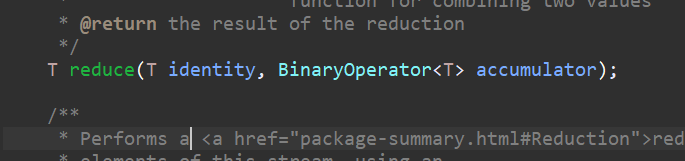 function for combining two values
* @return the result of the reduction
*/
T reduce(T identity, BinaryOperator<T> accumulator);
/**
* Performs a <a href="package-summary.html#Reduction">red
* elements of this stream, using an